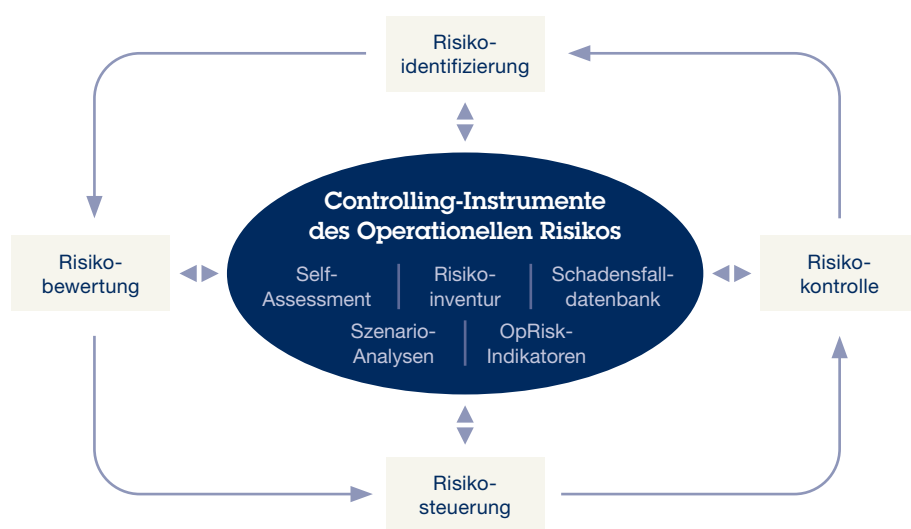 Risiko-
identifizierung
Controlling-Instrumente
des Operationellen Risikos
Risiko-
bewertung
Self-
Assessment
Risiko-
inventur
Schadensfall-
datenbank
Risiko-
kontrolle
Szenario-
Analysen
OpRisk-
Indikatoren
Risiko-
steuerung